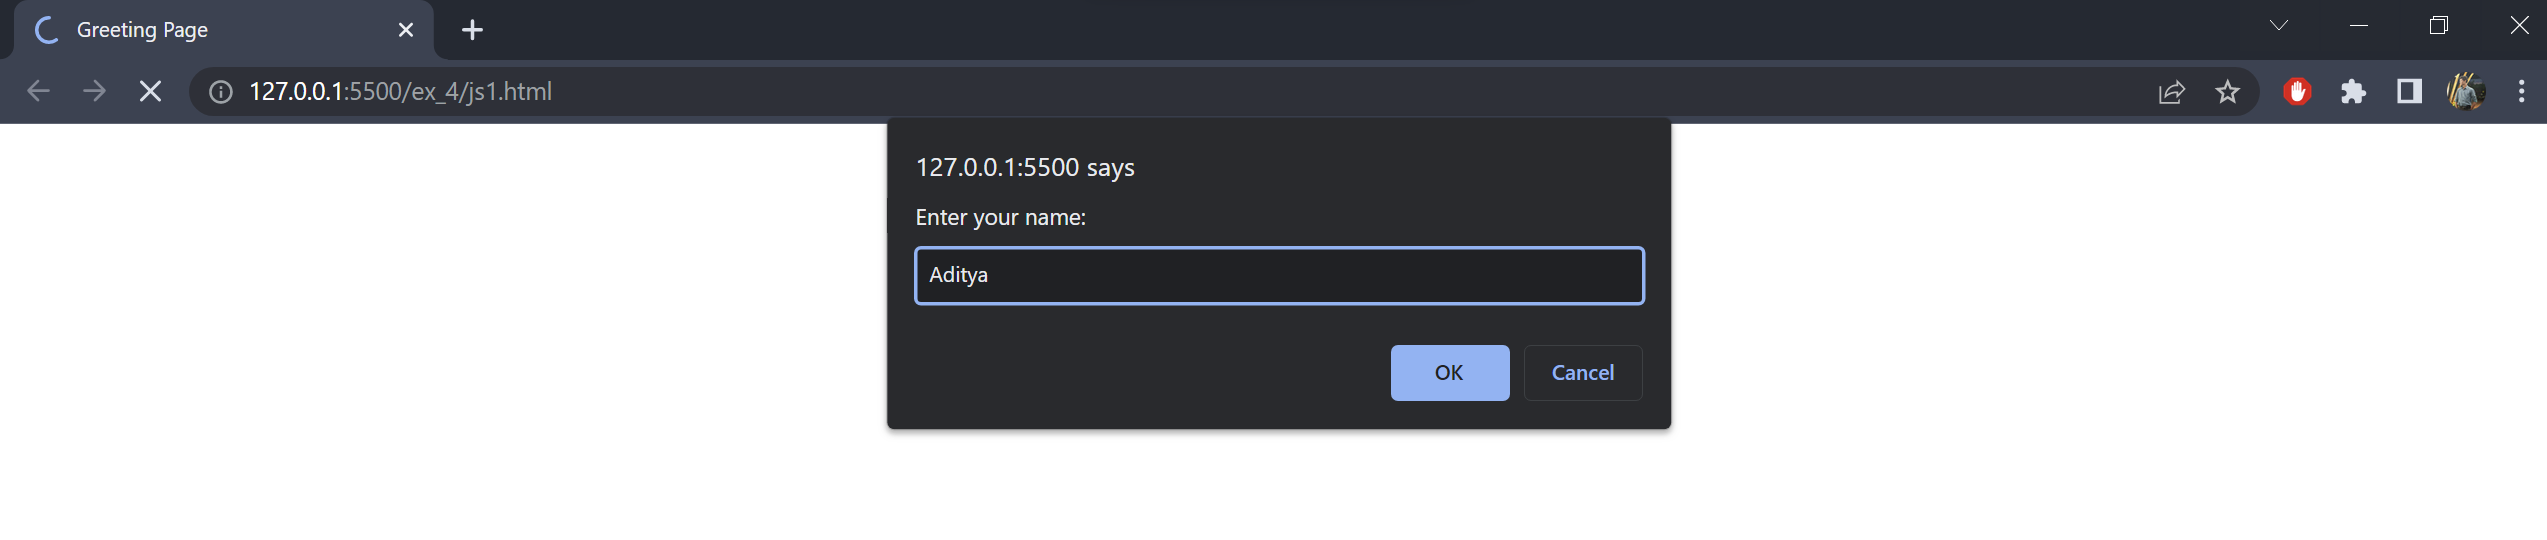 Greeting Page
127.0.0.1:5500/ex_4/js1.html
127.0.0.1:5500 says
Enter your name:
Aditya
OK
Cancel